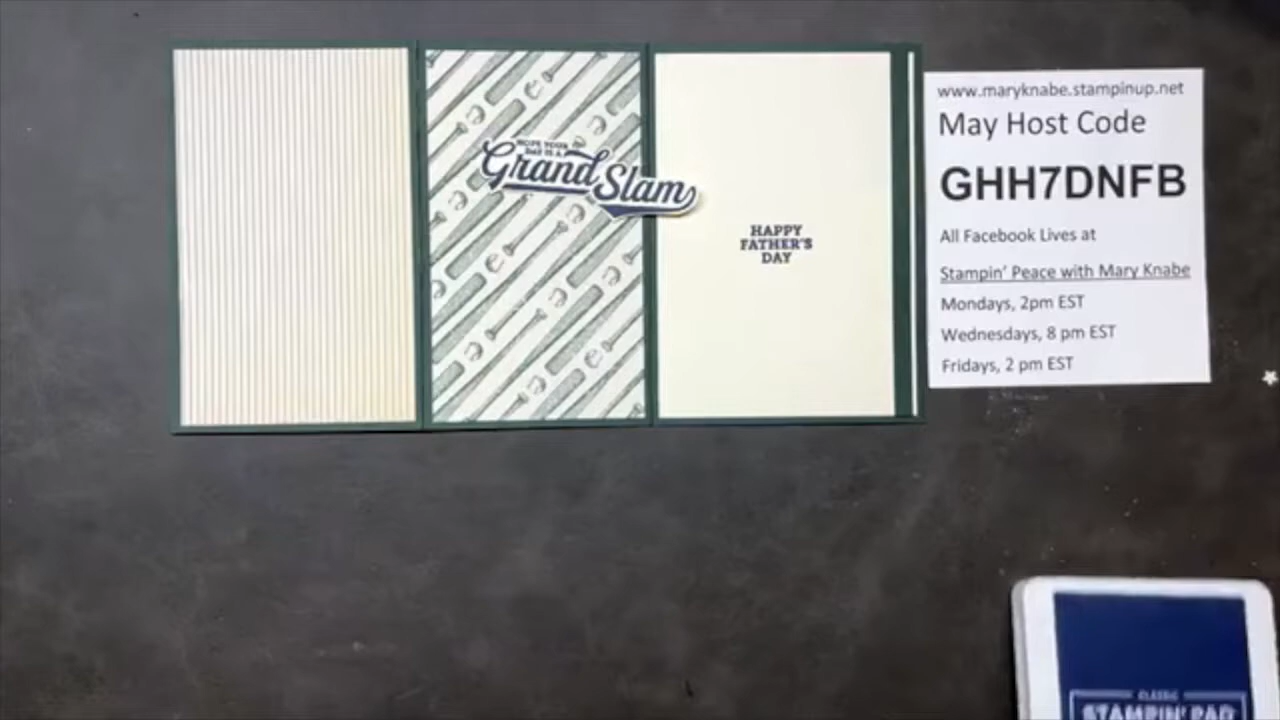 HOPE YOUR
DAY IS A
Grand Slam
HAPPY
FATHER'S
DAY
www.maryknabe.stampinup.net
May Host Code
GHH7DNFB
All Facebook Lives at
Stampin' Peace with Mary Knabe
Mondays, 2pm EST
Wednesdays, 8 pm EST
Fridays, 2 pm EST
CLASSIC
STAMPIN' PAD